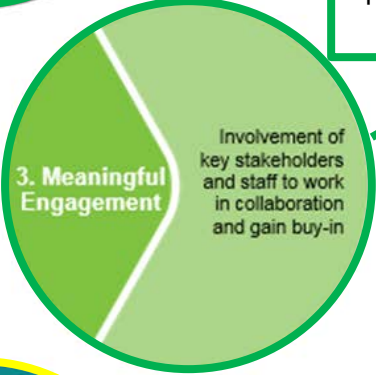 3. Meaningful
Engagement
Involvement of
key stakeholders
and staff to work
in collaboration
and gain buy-in